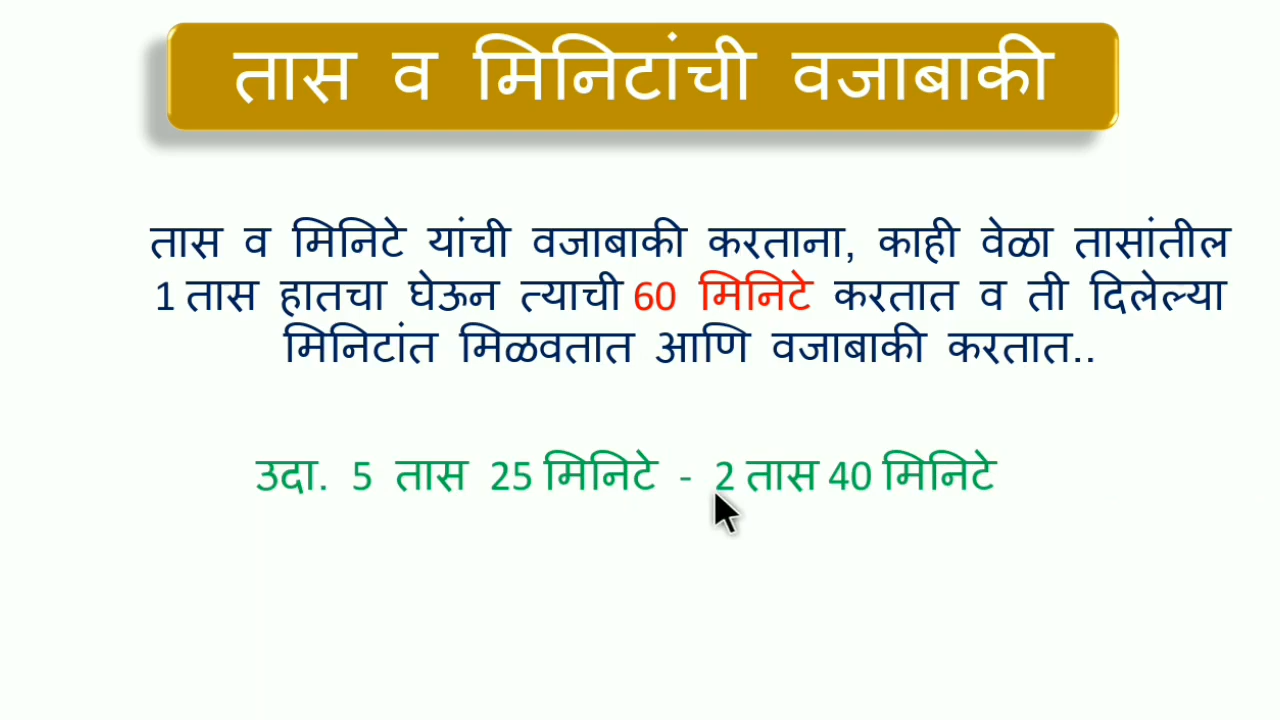 तास व मिनिटांची वजाबाकी
तास व मिनिटे यांची वजाबाकी करताना, काही वेळा तासांतील
1 तास हातचा घेऊन त्याची 60 मिनिटे करतात व ती दिलेल्या
मिनिटांत मिळवतात आणि वजाबाकी करतात..
उदा. 5 तास 25 मिनिटे - 2 तास 40 मिनिटे